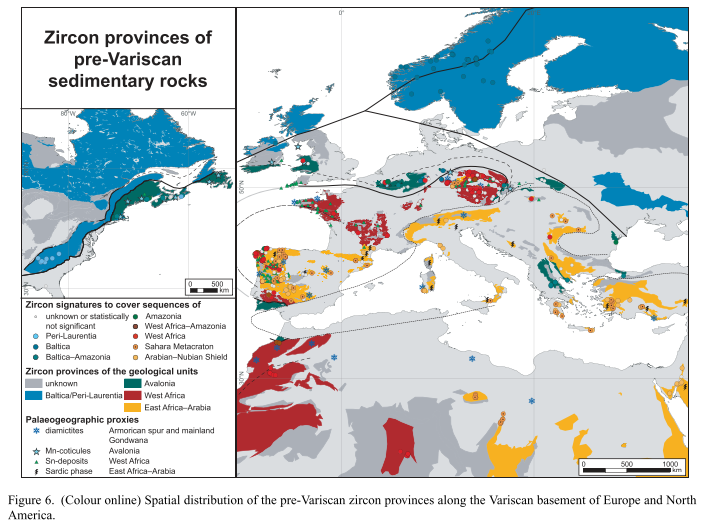 Zircon provinces of
pre-Variscan
sedimentary rocks
80°W
60°W
0°
50°N
30°N
30°N
0 500 km
Zircon signatures to cover sequences of
unknown or statistically
not significant
Peri-Laurentia
Baltica
Baltica–Amazonia
Amazonia
West Africa–Amazonia
West Africa
Sahara Metacraton
Arabian–Nubian Shield
Zircon provinces of the geological units
unknown
Baltica/Peri-Laurentia
Avalonia
West Africa
East Africa–Arabia
Palaeogeographic proxies
diamictites Armorican spur and mainland
Gondwana
Mn-coticules Avalonia
Sn-deposits West Africa
Sardic phase East Africa–Arabia
0 500 1000
km
Figure 6. (Colour online) Spatial distribution of the pre-Variscan zircon provinces along the Variscan basement of Europe and North
America.